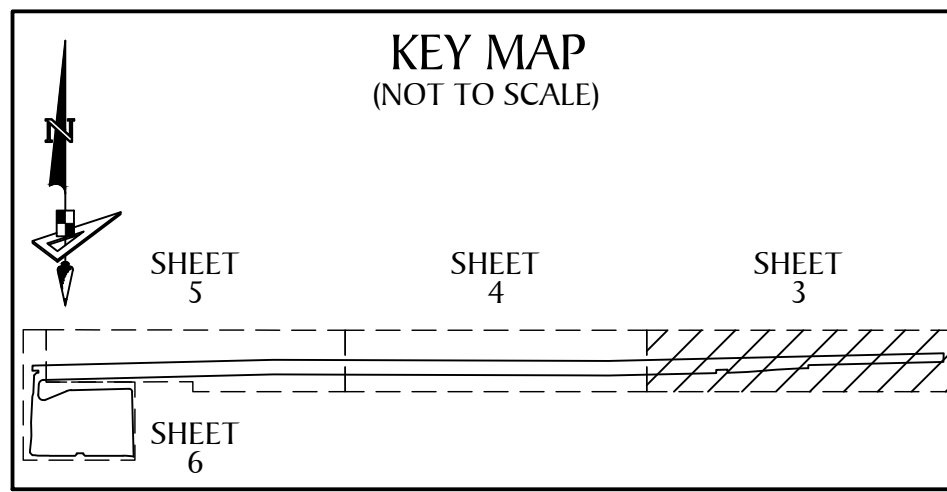 KEY MAP
(NOT TO SCALE)
N
SHEET
5
SHEET
4
SHEET
3
SHEET
6